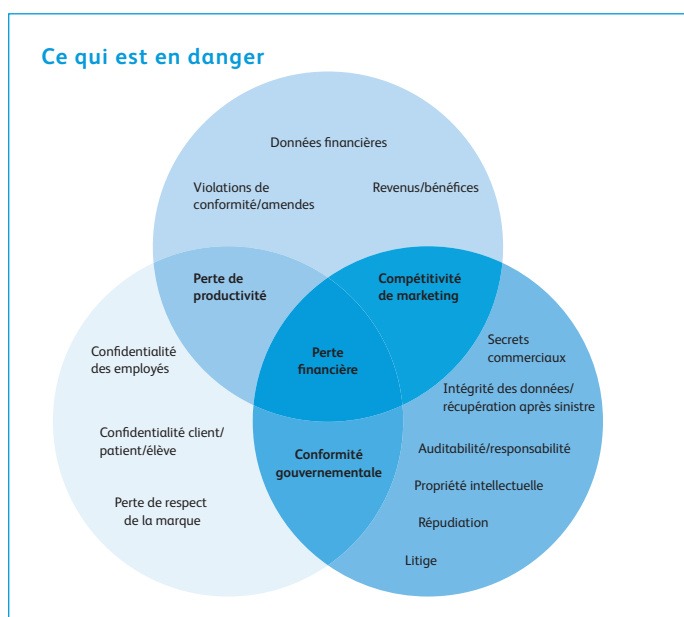 Ce qui est en danger
Données financières
Violations de
conformité/amendes
Revenus/bénéfices
Perte de
productivité
Compétitivité
de marketing
Confidentialité
des employés
Perte
financière
Secrets
commerciaux
Intégrité des données/
récupération après sinistre
Confidentialité client/
patient/élève
Conformité
gouvernementale
Auditabilité/responsabilité
Propriété intellectuelle
Perte de respect
de la marque
Répudiation
Litige